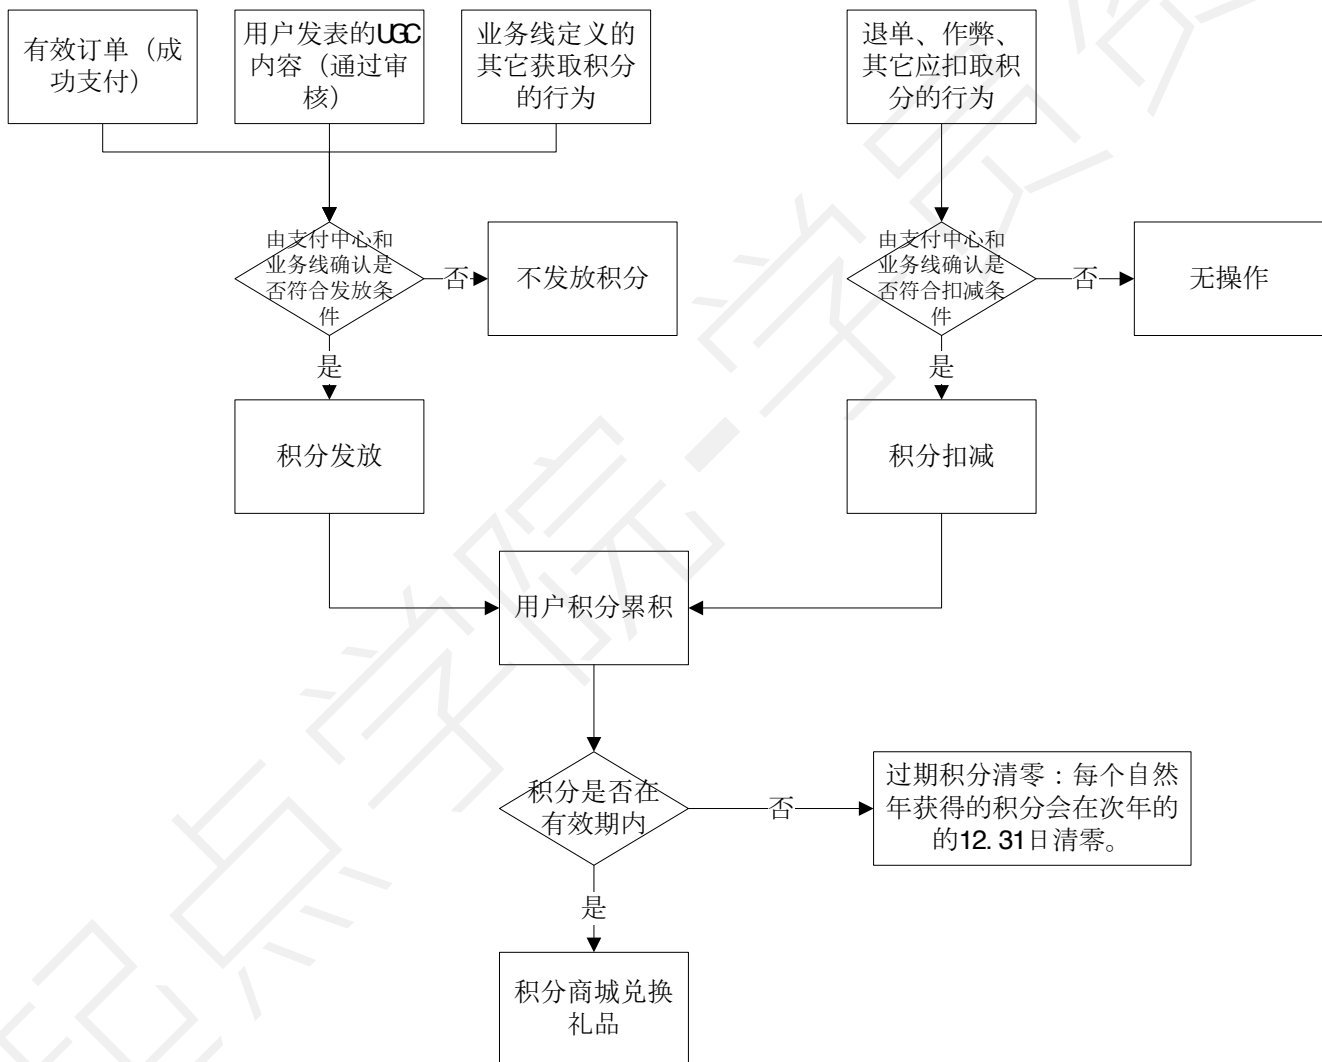 有效订单（成
功支付）
用户发表的UGC
内容（通过审
核）
业务线定义的
其它获取积分
的行为
退单、作弊、
其它应扣取积
分的行为
由支付中心和
业务线确认是
否符合发放条
件
否
不发放积分
由支付中心和
业务线确认是
否符合扣减条
件
否
无操作
是
是
积分发放
积分扣减
用户积分累积
积分是否在
有效期内
否
过期积分清零：每个自然
年获得的积分会在次年的
的12.31日清零。
是
积分商城兑换
礼品
起点学院-学员资